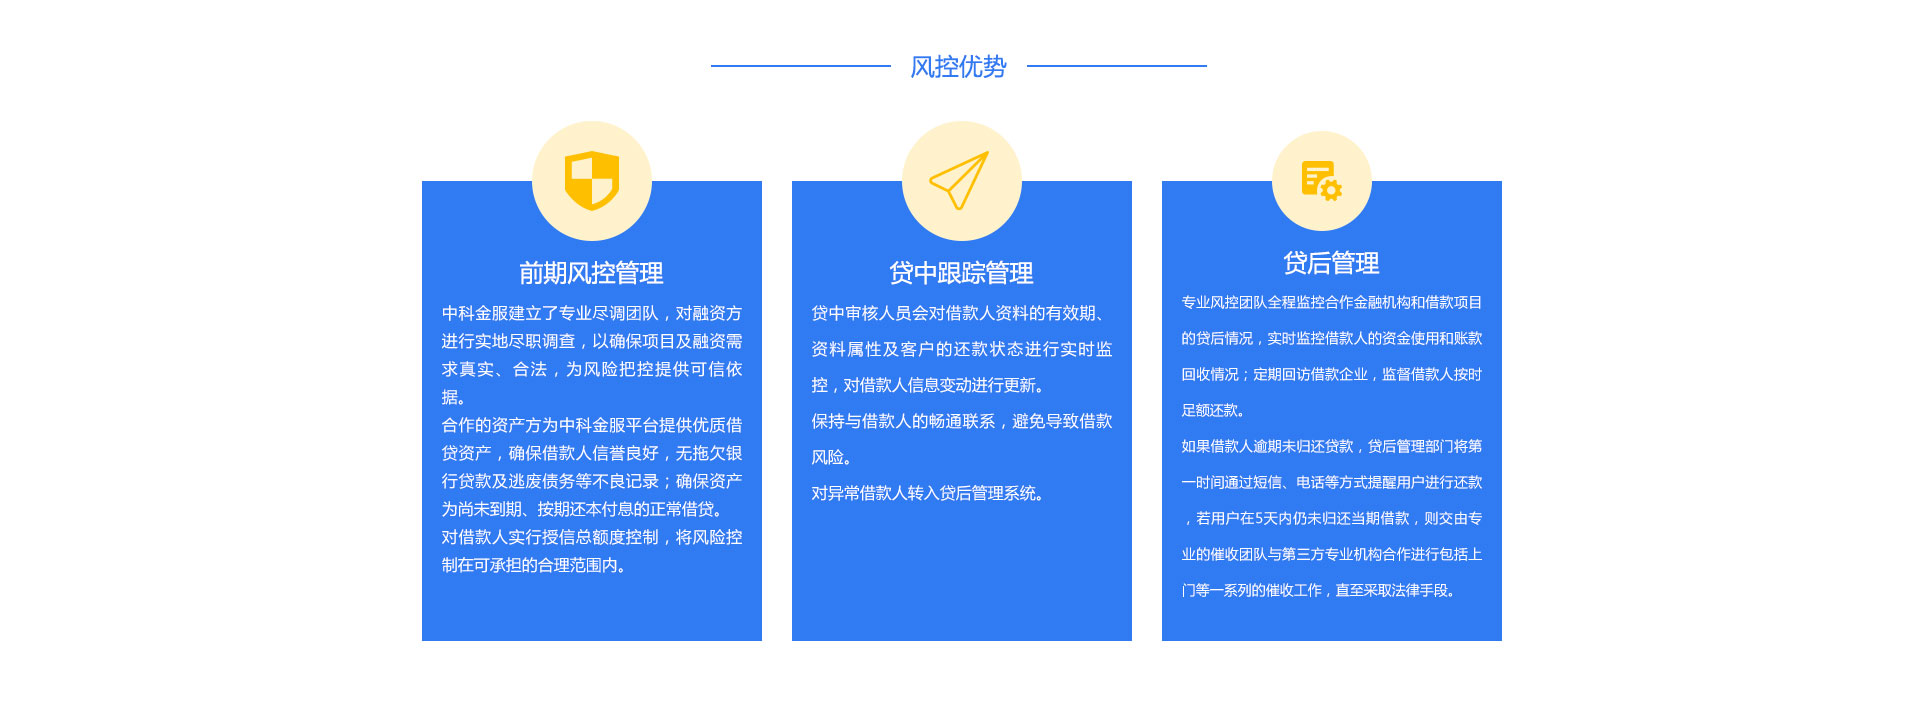 风控优势
前期风控管理
中科金服建立了专业尽调团队，对融资方
进行实地尽职调查，以确保项目及融资需
求真实、合法，为风险把控提供可信依
据。
合作的资产方为中科金服平台提供优质借
贷资产，确保借款人信誉良好，无拖欠银
行贷款及逃废债务等不良记录；确保资产
为尚未到期、按期还本付息的正常借贷。
对借款人实行授信总额度控制，将风险控
制在可承担的合理范围内。
贷中跟踪管理
贷中审核人员会对借款人资料的有效期、
资料属性及客户的还款状态进行实时监
控，对借款人信息变动进行更新。
保持与借款人的畅通联系，避免导致借款
风险。
对异常借款人转入贷后管理系统。
贷后管理
专业风控团队全程监控合作金融机构和借款项目
的贷后情况，实时监控借款人的资金使用和账款
回收情况；定期回访借款企业，监督借款人按时
足额还款。
如果借款人逾期未归还贷款，贷后管理部门将第
一时间通过短信、电话等方式提醒用户进行还款
，若用户在5天内仍未归还当期借款，则交由专
业的催收团队与第三方专业机构合作进行包括上
门等一系列的催收工作，直至采取法律手段。